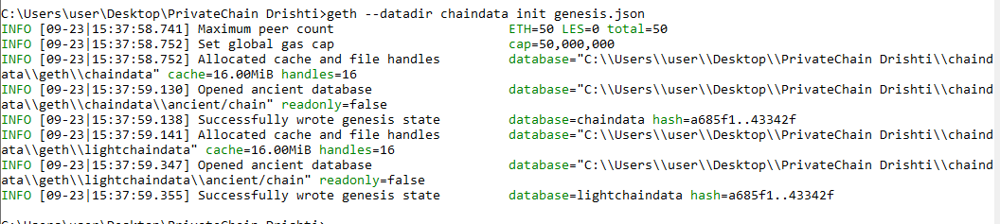 C:\Users\user\Desktop\PrivateChain Drishti>geth --datadir chaindata init genesis.json
INFO [09-23|15:37:58.741] Maximum peer count                       ETH=50 LES=0 total=50
INFO [09-23|15:37:58.752] Set global gas cap                       cap=50,000,000
INFO [09-23|15:37:58.752] Allocated cache and file handles         database="C:\\Users\\user\\Desktop\\PrivateChain Drishti\\chaind
ata\\geth\\chaindata" cache=16.00MiB handles=16
INFO [09-23|15:37:59.130] Opened ancient database                  database="C:\\Users\\user\\Desktop\\PrivateChain Drishti\\chaind
ata\\geth\\chaindata\\ancient/chain" readonly=false
INFO [09-23|15:37:59.138] Successfully wrote genesis state         database=chaindata hash=a685f1..43342f
INFO [09-23|15:37:59.141] Allocated cache and file handles         database="C:\\Users\\user\\Desktop\\PrivateChain Drishti\\chaind
ata\\geth\\lightchaindata" cache=16.00MiB handles=16
INFO [09-23|15:37:59.347] Opened ancient database                  database="C:\\Users\\user\\Desktop\\PrivateChain Drishti\\chaind
ata\\geth\\lightchaindata\\ancient/chain" readonly=false
INFO [09-23|15:37:59.355] Successfully wrote genesis state         database=lightchaindata hash=a685f1..43342f
C:\Users\user\Desktop\PrivateChain Drishti>